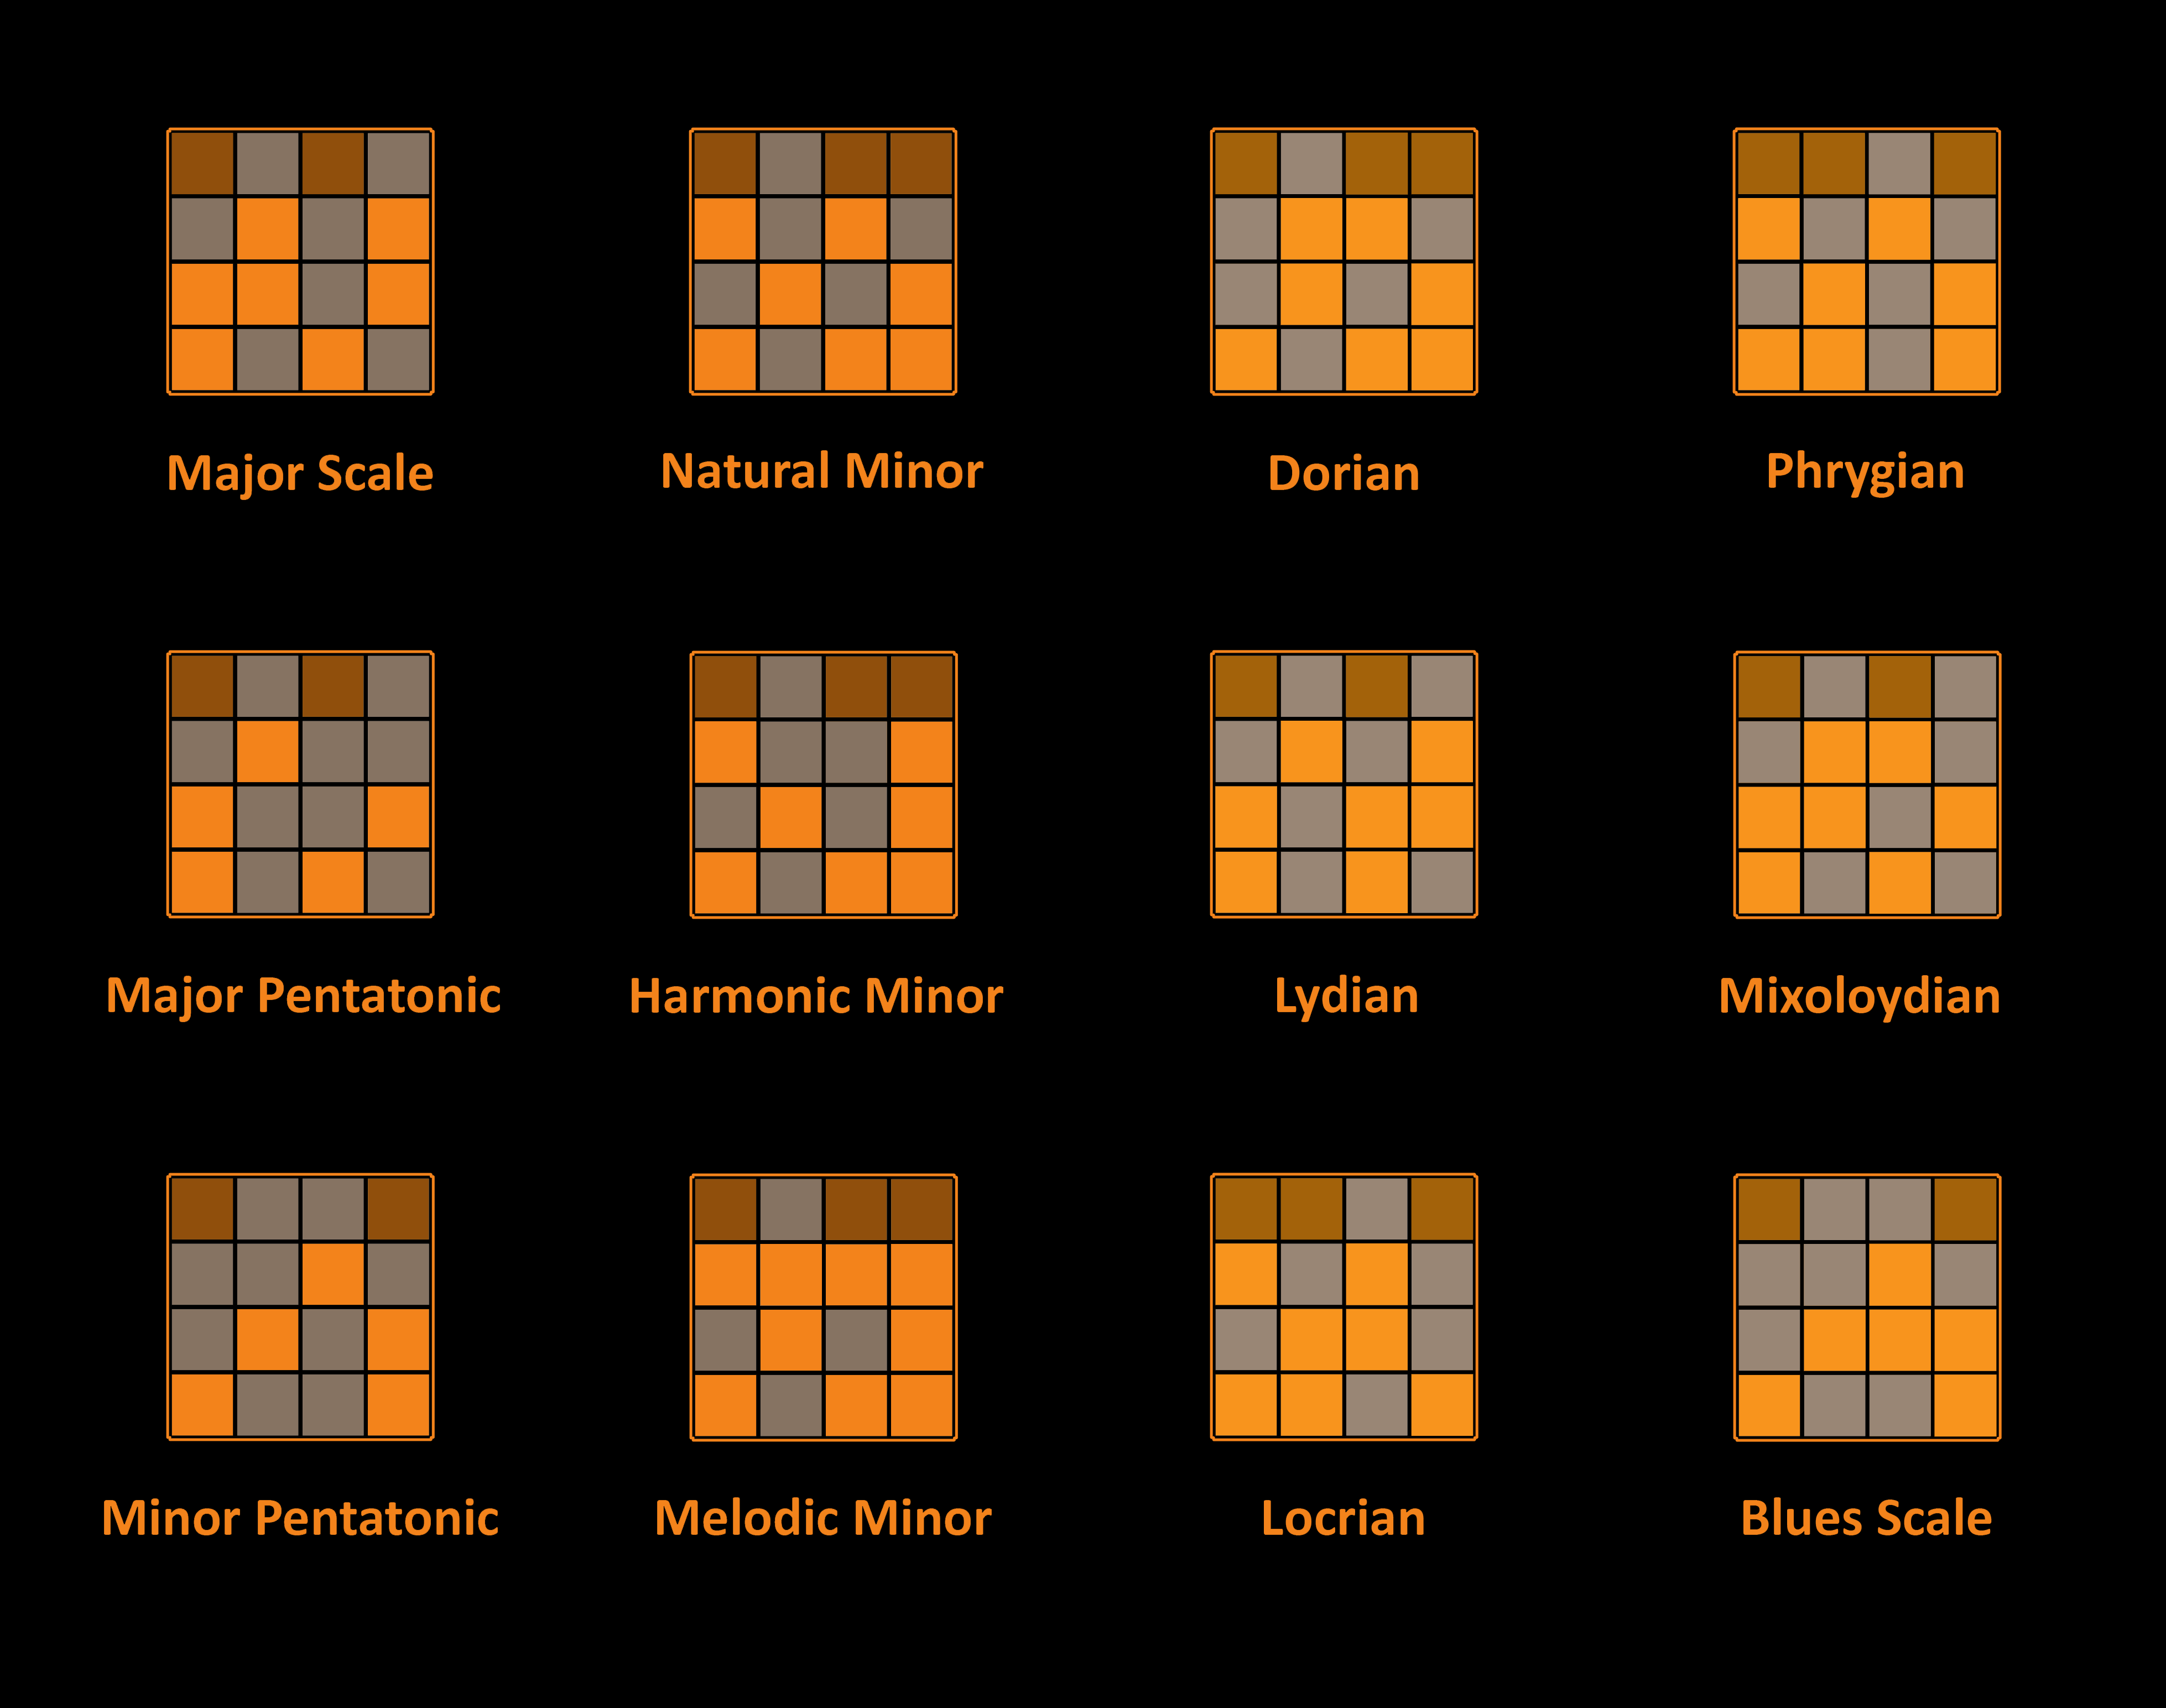 Major Scale
Natural Minor
Dorian
Phrygian
Major Pentatonic
Harmonic Minor
Lydian
Mixoloydian
Minor Pentatonic
Melodic Minor
Locrian
Blues Scale